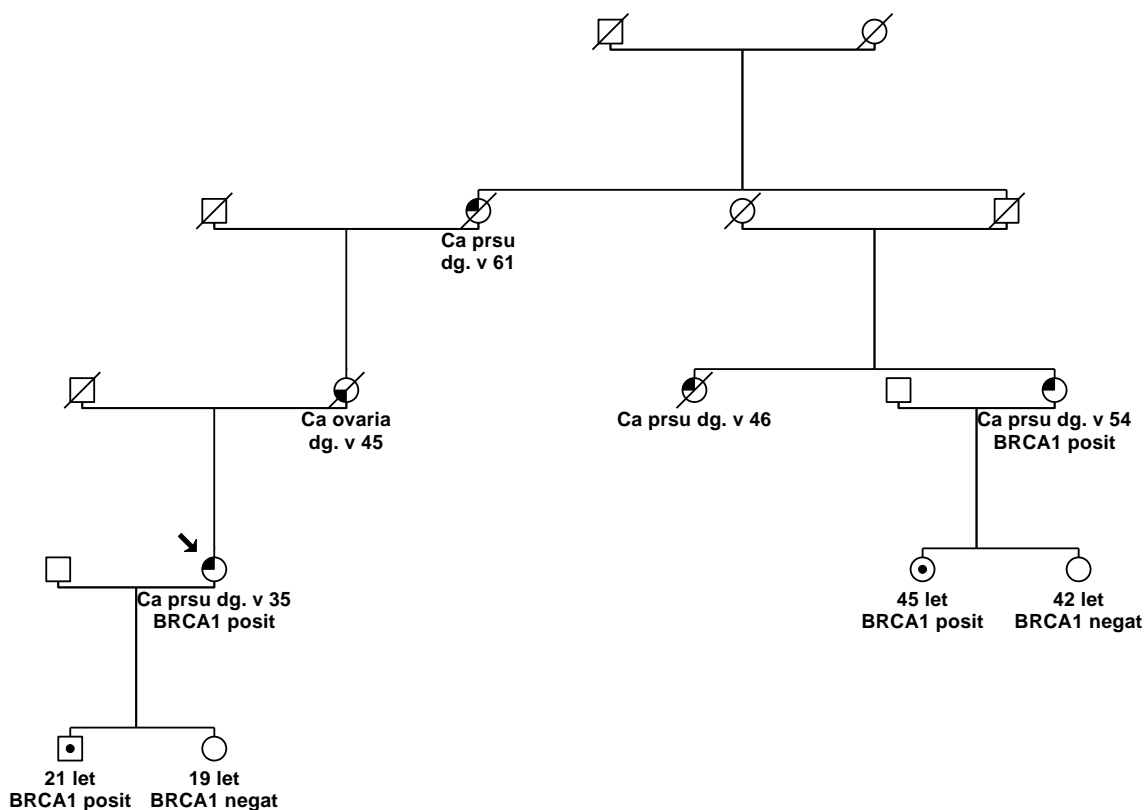 Ca prsu
dg. v 61
Ca ovaria
dg. v 45
Ca prsu dg. v 46
Ca prsu dg. v 54
BRCA1 posit
Ca prsu dg. v 35
BRCA1 posit
45 let
BRCA1 posit
42 let
BRCA1 negat
21 let
BRCA1 posit
19 let
BRCA1 negat